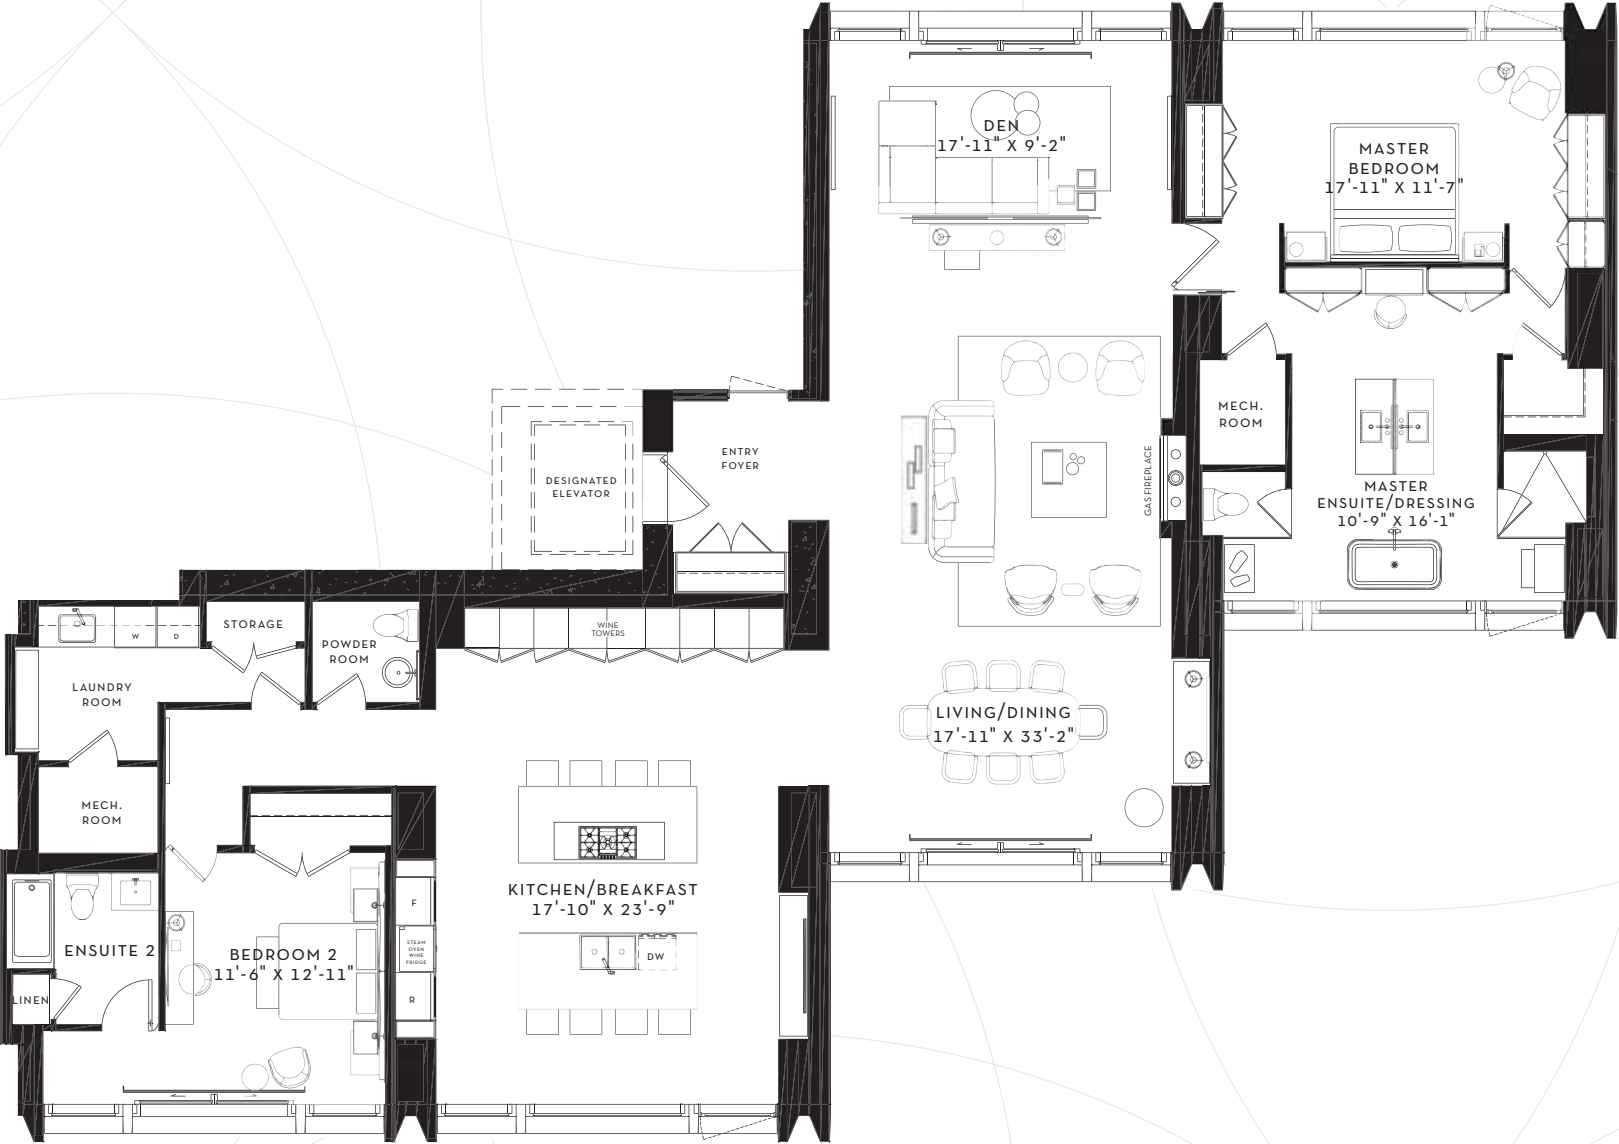 DEN
17'-11" X 9'-2"
MASTER
BEDROOM
17'-11" X 11'-7"
MECH.
ROOM
ENTRY
FOYER
DESIGNATED
ELEVATOR
GAS FIREPLACE
MASTER
ENSUITE/DRESSING
10'-9" X 16'-1"
STORAGE
W
D
POWDER
ROOM
WINE
TOWERS
LAUNDRY
ROOM
LIVING/DINING
17'-11" X 33'-2"
MECH.
ROOM
KITCHEN/BREAKFAST
17'-10" X 23'-9"
F
STEAM
OVEN
WINE
FRIDGE
R
DW
ENSUITE 2
BEDROOM 2
11'-6" X 12'-11"
LINEN